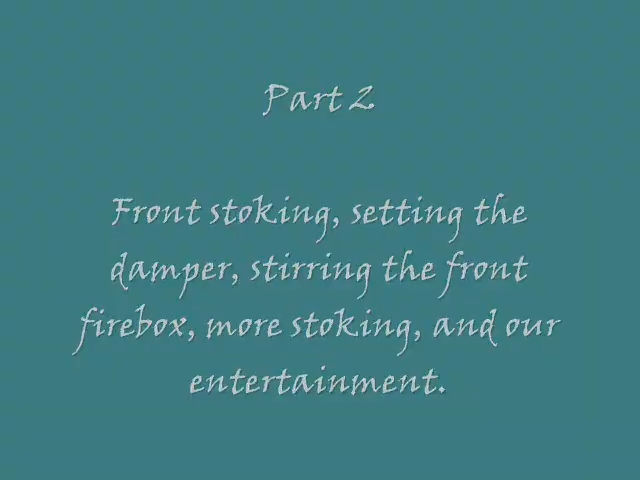 Part 2
Front stoking, setting the
damper, stirring the front
firebox, more stoking, and our
entertainment.